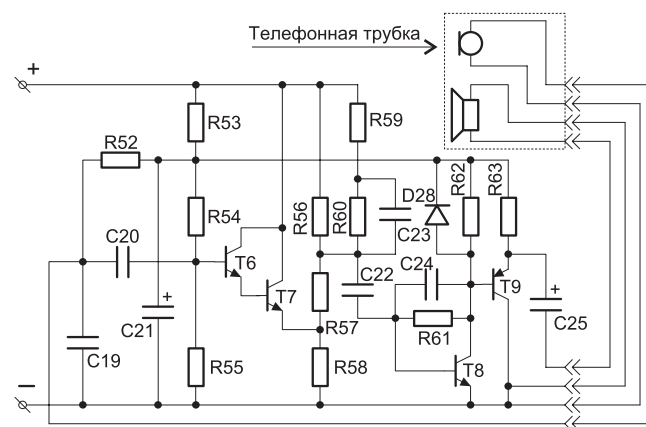 Телефонная трубка
+
R53
R59
R52
R62
R63
R54
R56
R60
D28
C20
T6
C23
C22
C24
T7
T9
+
+
C21
R57
R61
C25
C19
R55
R58
T8
−